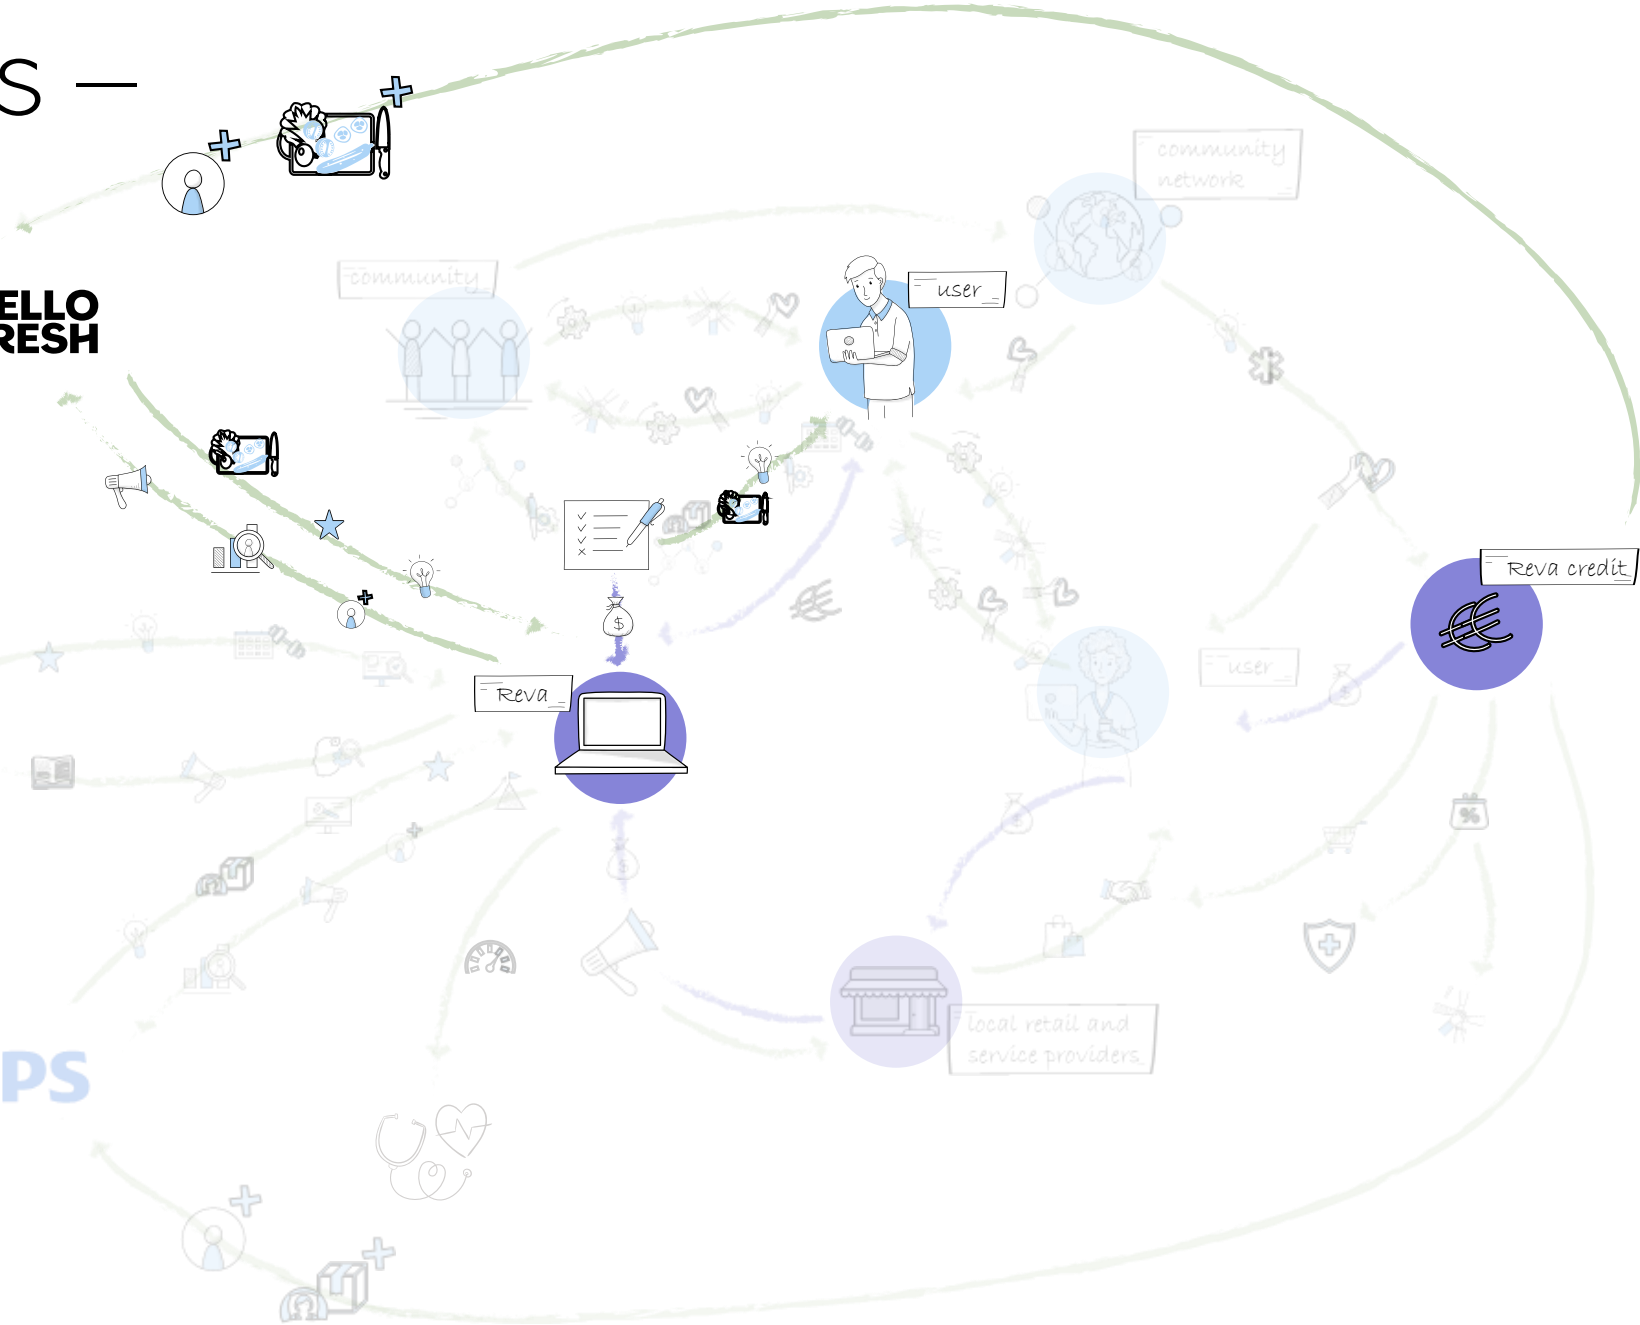 S —
community
network
community
user
ELLO
RESH
Reva credit
user
Reva
local retail and
service providers
PS